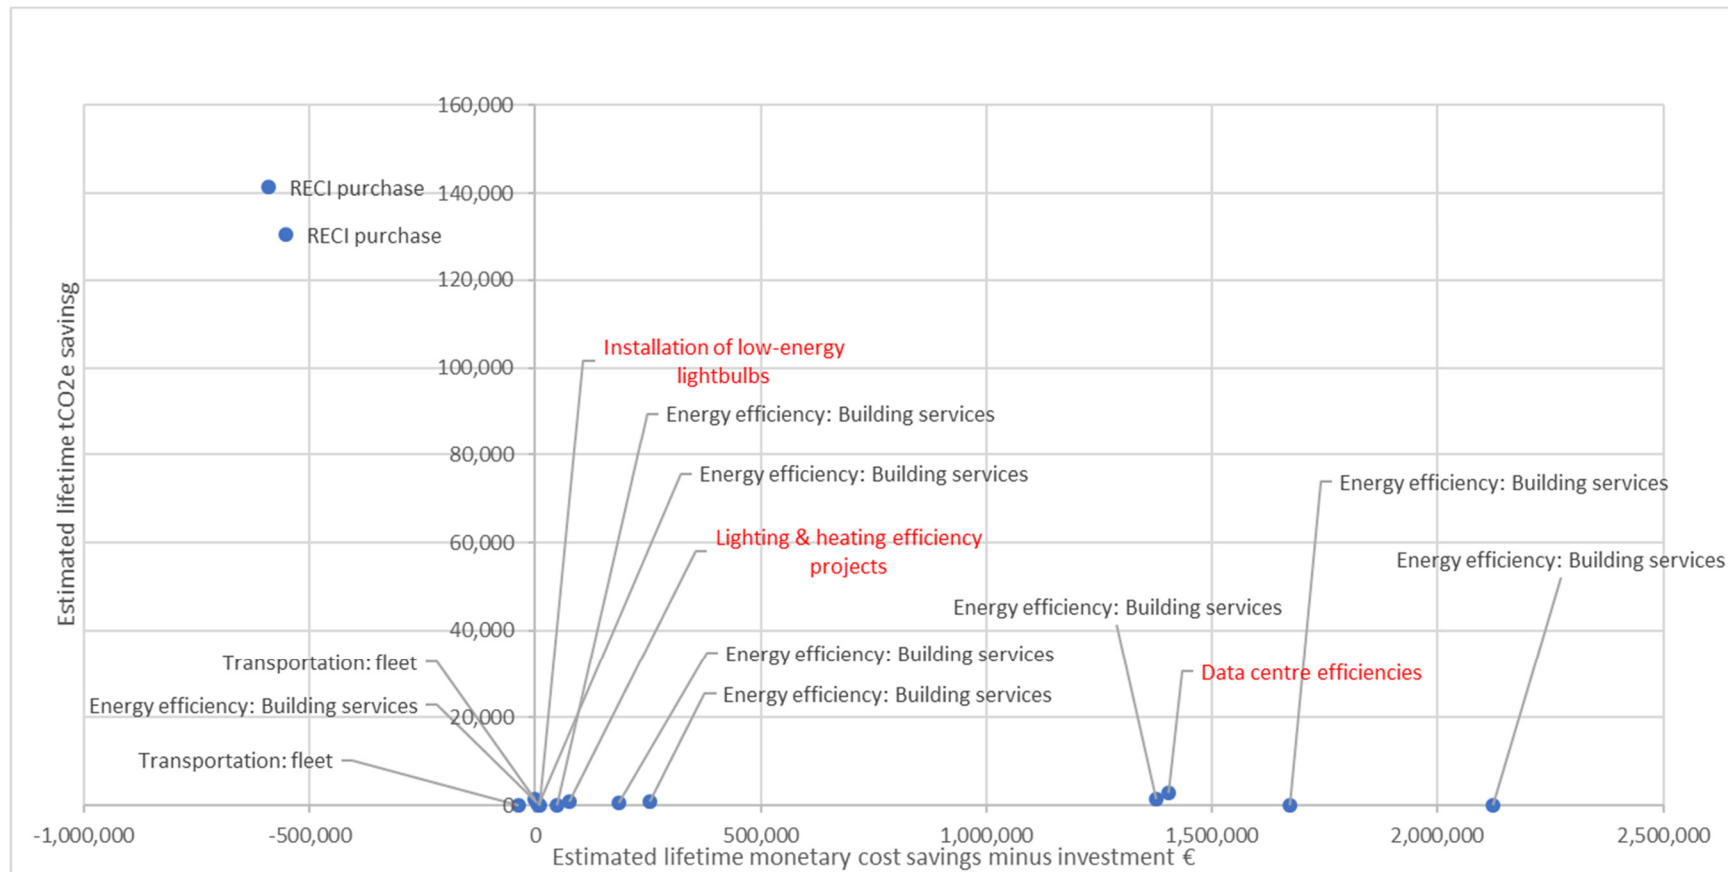 160,000
RECI purchase
140,000
RECI purchase
120,000
Installation of low-energy
lightbulbs
100,000
Energy efficiency: Building services
80,000
Energy efficiency: Building services
Energy efficiency: Building services
Lighting & heating efficiency
projects
60,000
Energy efficiency: Building services
Energy efficiency: Building services
40,000
Estimated lifetime tCO2e savinsg
Transportation: fleet
Energy efficiency: Building services
Data centre efficiencies
Energy efficiency: Building services
Energy efficiency: Building services
20,000
Transportation: fleet
0
-1,000,000
-500,000
0
500,000
1,000,000
1,500,000
2,000,000
2,500,000
Estimated lifetime monetary cost savings minus investment €